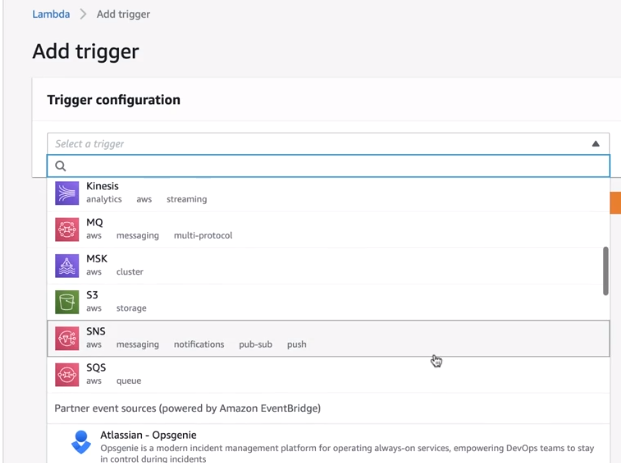 Lambda > Add trigger
Add trigger
Trigger configuration
Select a trigger
Kinesis
analytics aws streaming
MQ
aws messaging multi-protocol
MSK
aws cluster
S3
aws storage
SNS
aws messaging notifications pub-sub push
SQS
aws queue
Partner event sources (powered by Amazon EventBridge)
Atlassian - Opsgenie
Opsgenie is a modern incident management platform for operating always-on services, empowering DevOps teams to stay
in control during incidents